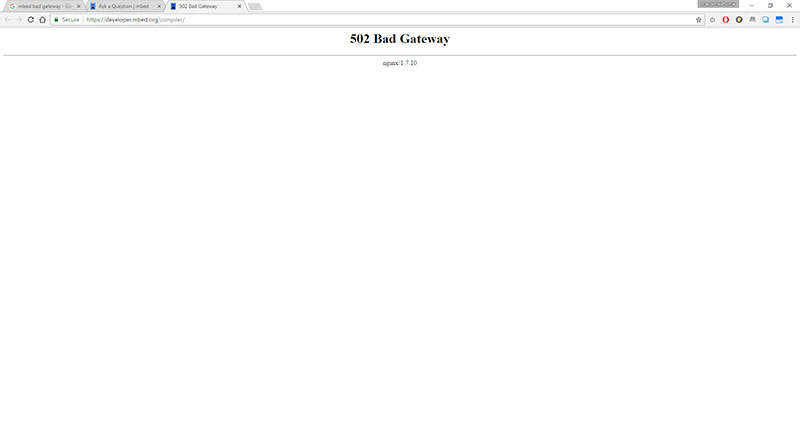 mbed bad gateway - Go
Ask a Question | mbed
502 Bad Gateway
Secure
https://developer.mbed.org/compiler/
502 Bad Gateway
nginx/1.7.10